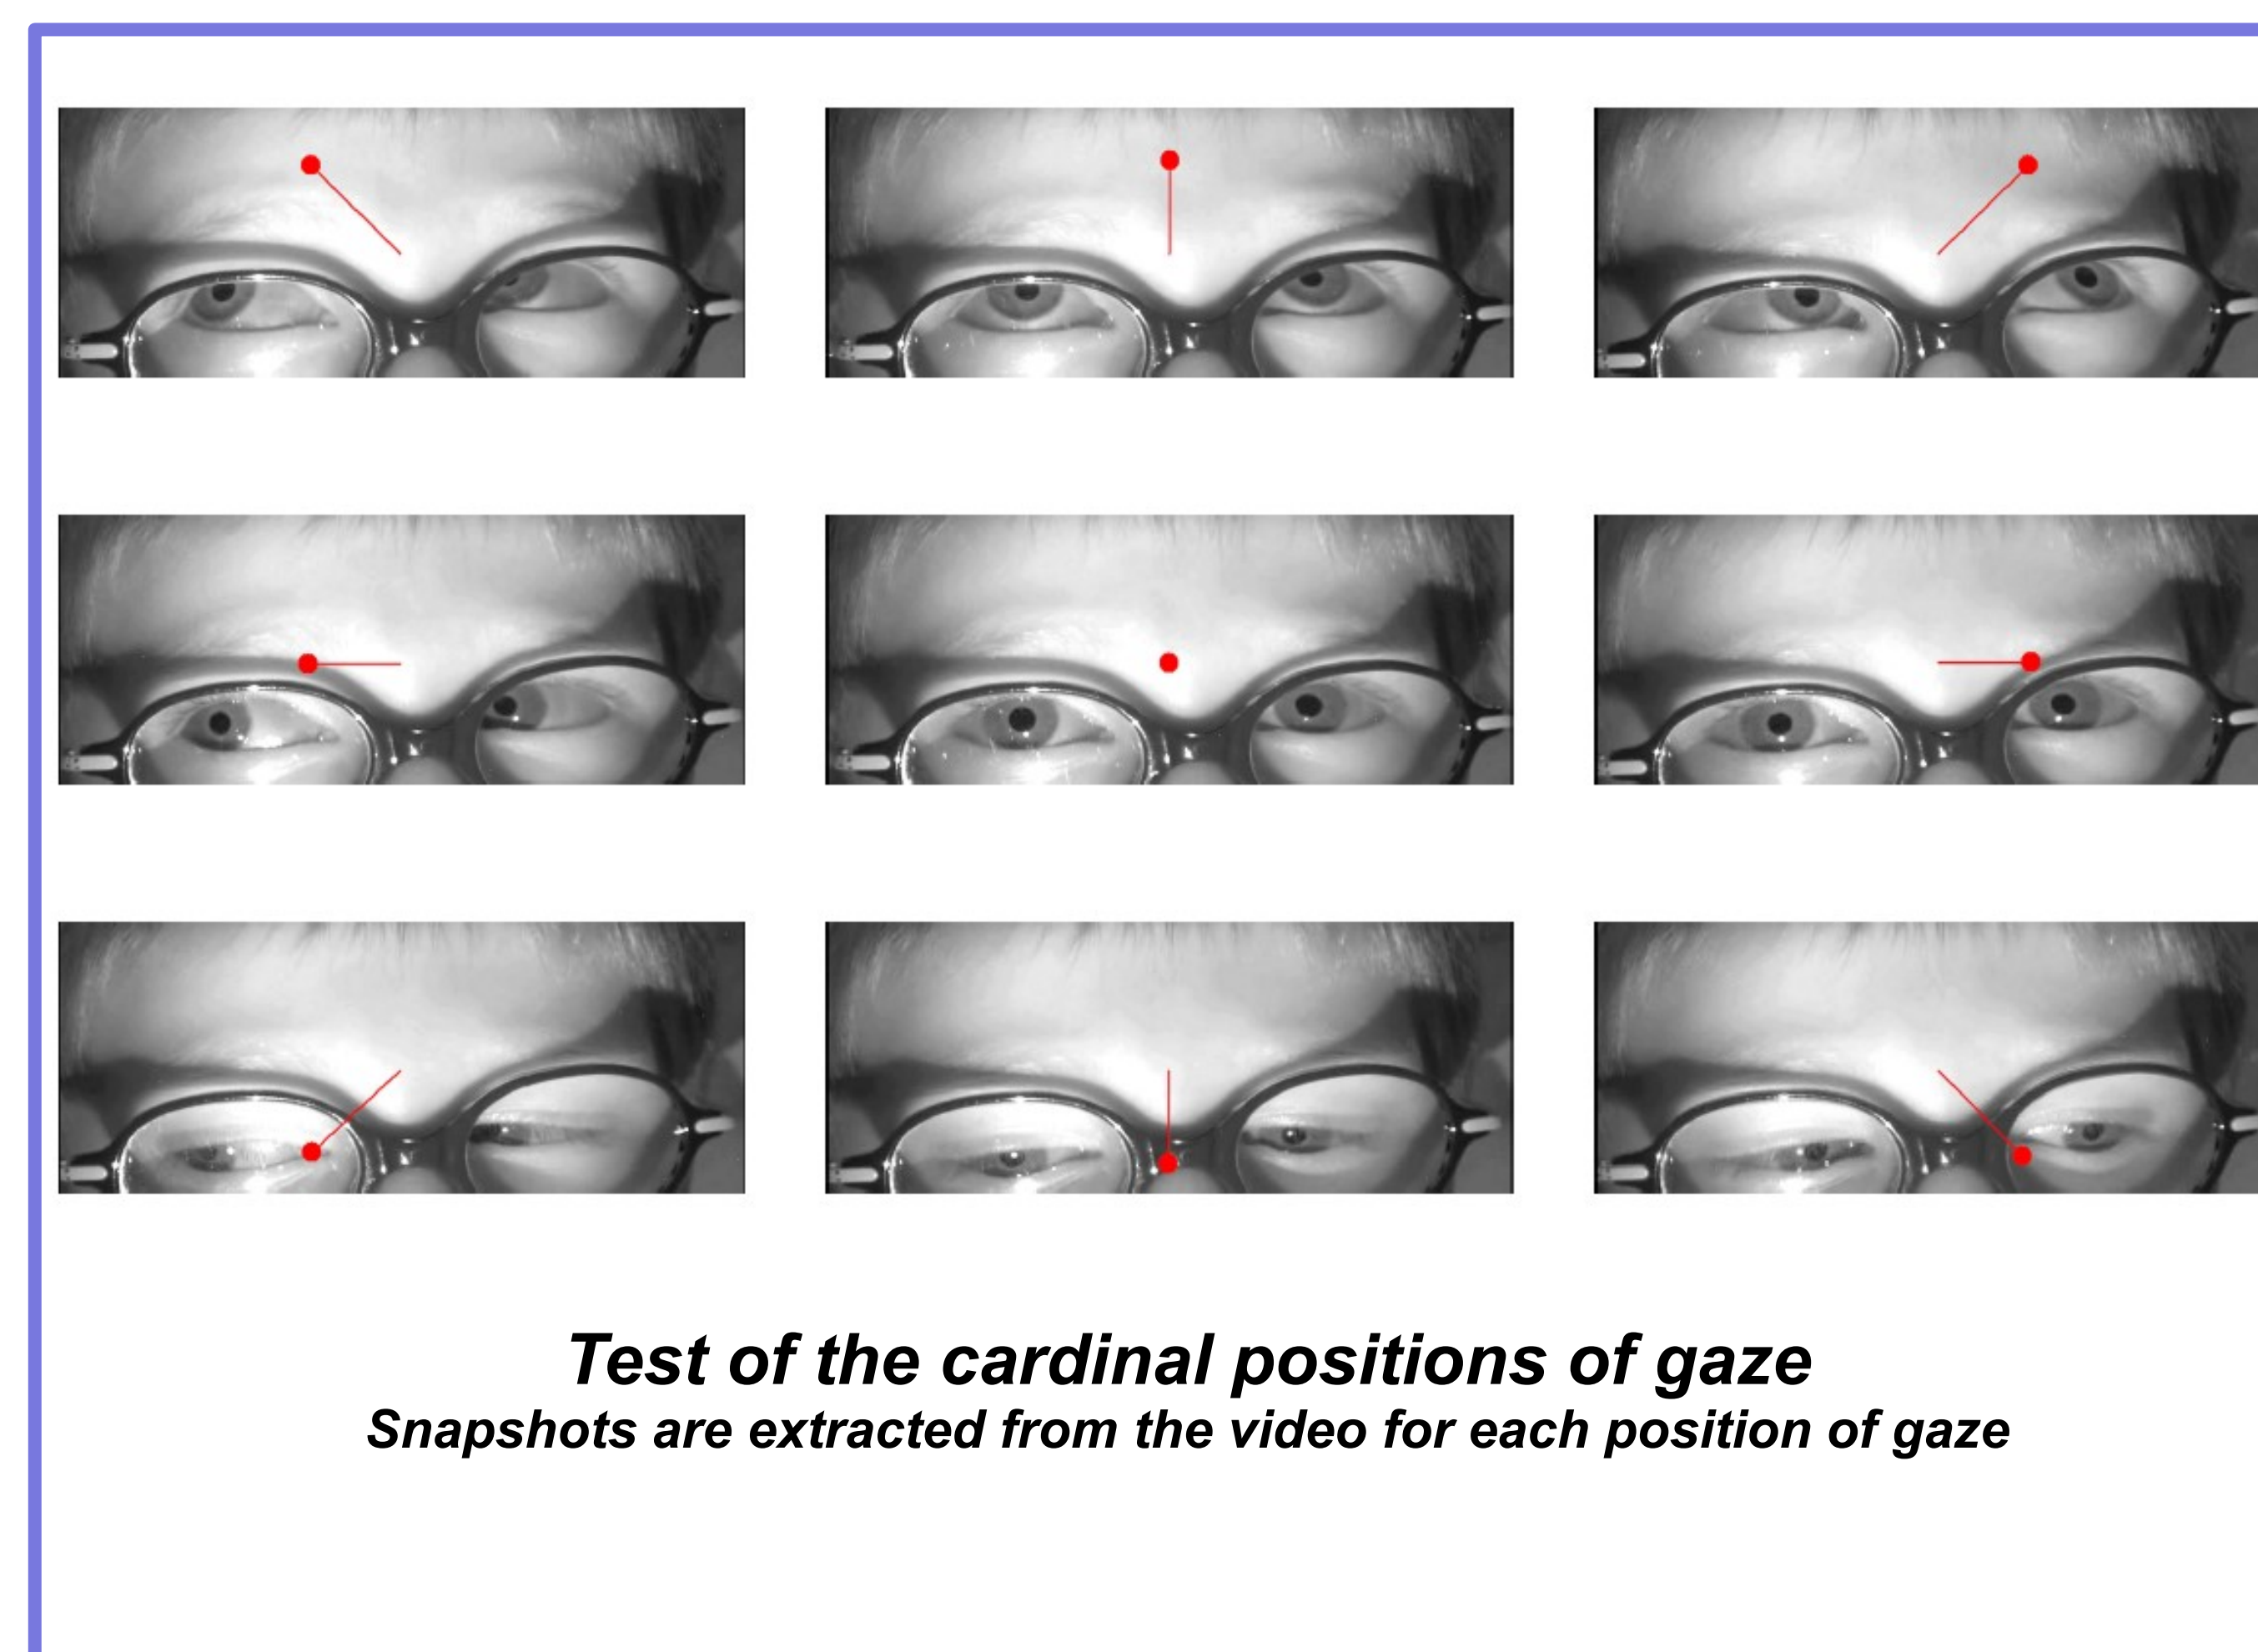 Test of the cardinal positions of gaze
Snapshots are extracted from the video for each position of gaze